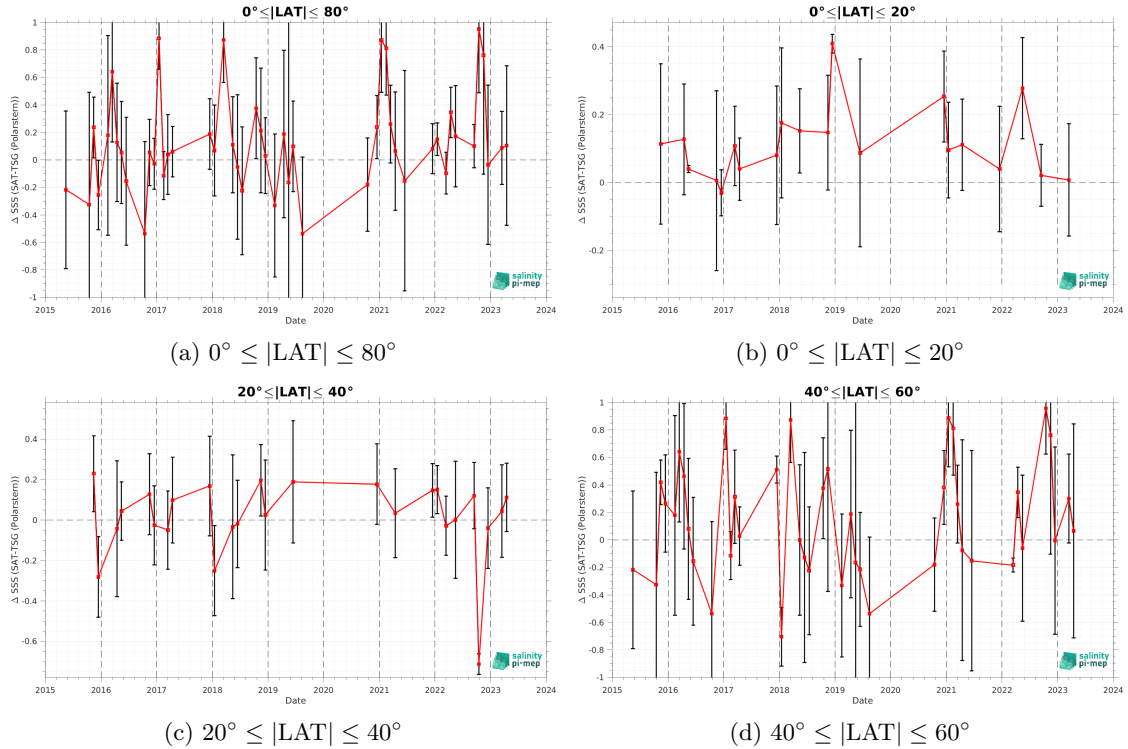 0°≤|LAT|≤ 80°
1
0.8
0.6
0.4
0.2
0
-0.2
-0.4
-0.6
-0.8
-1
Δ SSS (SAT-TSG (Polarstern))
2015 2016 2017 2018 2019 2020 2021 2022 2023 2024
Date
salinity
pi-mep
(a) 0° ≤ |LAT| ≤ 80°
0°≤|LAT|≤ 20°
0.4
0.2
0
-0.2
Δ SSS (SAT-TSG (Polarstern))
2015 2016 2017 2018 2019 2020 2021 2022 2023 2024
Date
salinity
pi-mep
(b) 0° ≤ |LAT| ≤ 20°
20°≤|LAT|≤ 40°
0.4
0.2
0
-0.2
-0.4
-0.6
Δ SSS (SAT-TSG (Polarstern))
2015 2016 2017 2018 2019 2020 2021 2022 2023 2024
Date
salinity
pi-mep
(c) 20° ≤ |LAT| ≤ 40°
40°≤|LAT|≤ 60°
1
0.8
0.6
0.4
0.2
0
-0.2
-0.4
-0.6
-0.8
-1
Δ SSS (SAT-TSG (Polarstern))
2015 2016 2017 2018 2019 2020 2021 2022 2023 2024
Date
salinity
pi-mep
(d) 40° ≤ |LAT| ≤ 60°